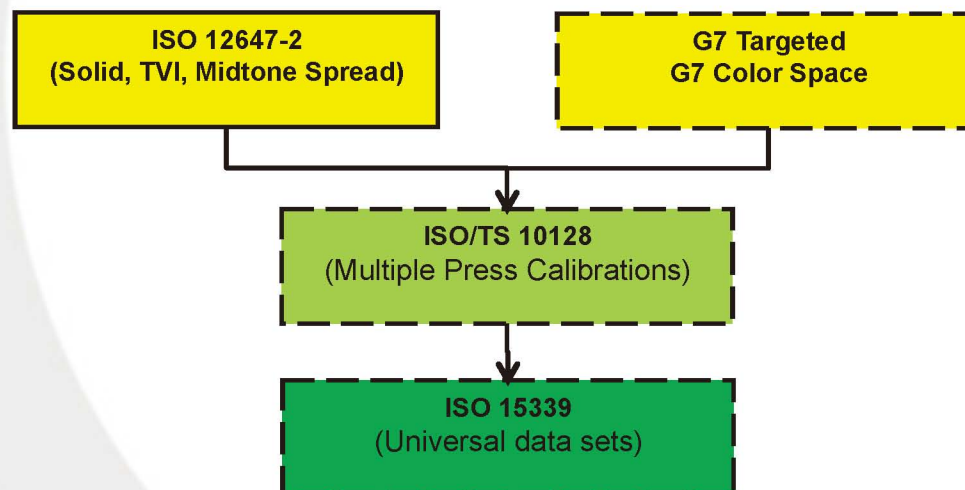 ISO 12647-2
(Solid, TVI, Midtone Spread)
G7 Targeted
G7 Color Space
ISO/TS 10128
(Multiple Press Calibrations)
ISO 15339
(Universal data sets)